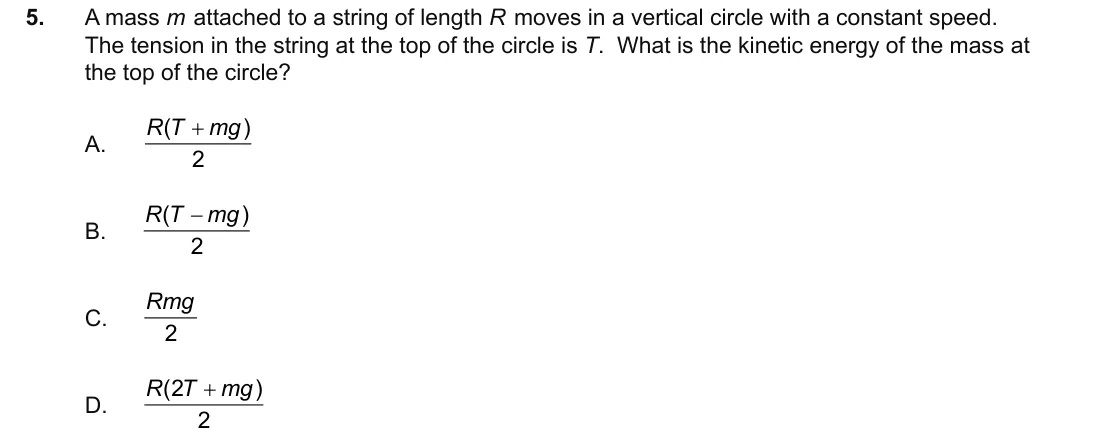 5. A mass m attached to a string of length R moves in a vertical circle with a constant speed.
The tension in the string at the top of the circle is T. What is the kinetic energy of the mass at
the top of the circle?
A. R(T + mg)
2
B. R(T − mg)
2
C. Rmg
2
D. R(2T + mg)
2